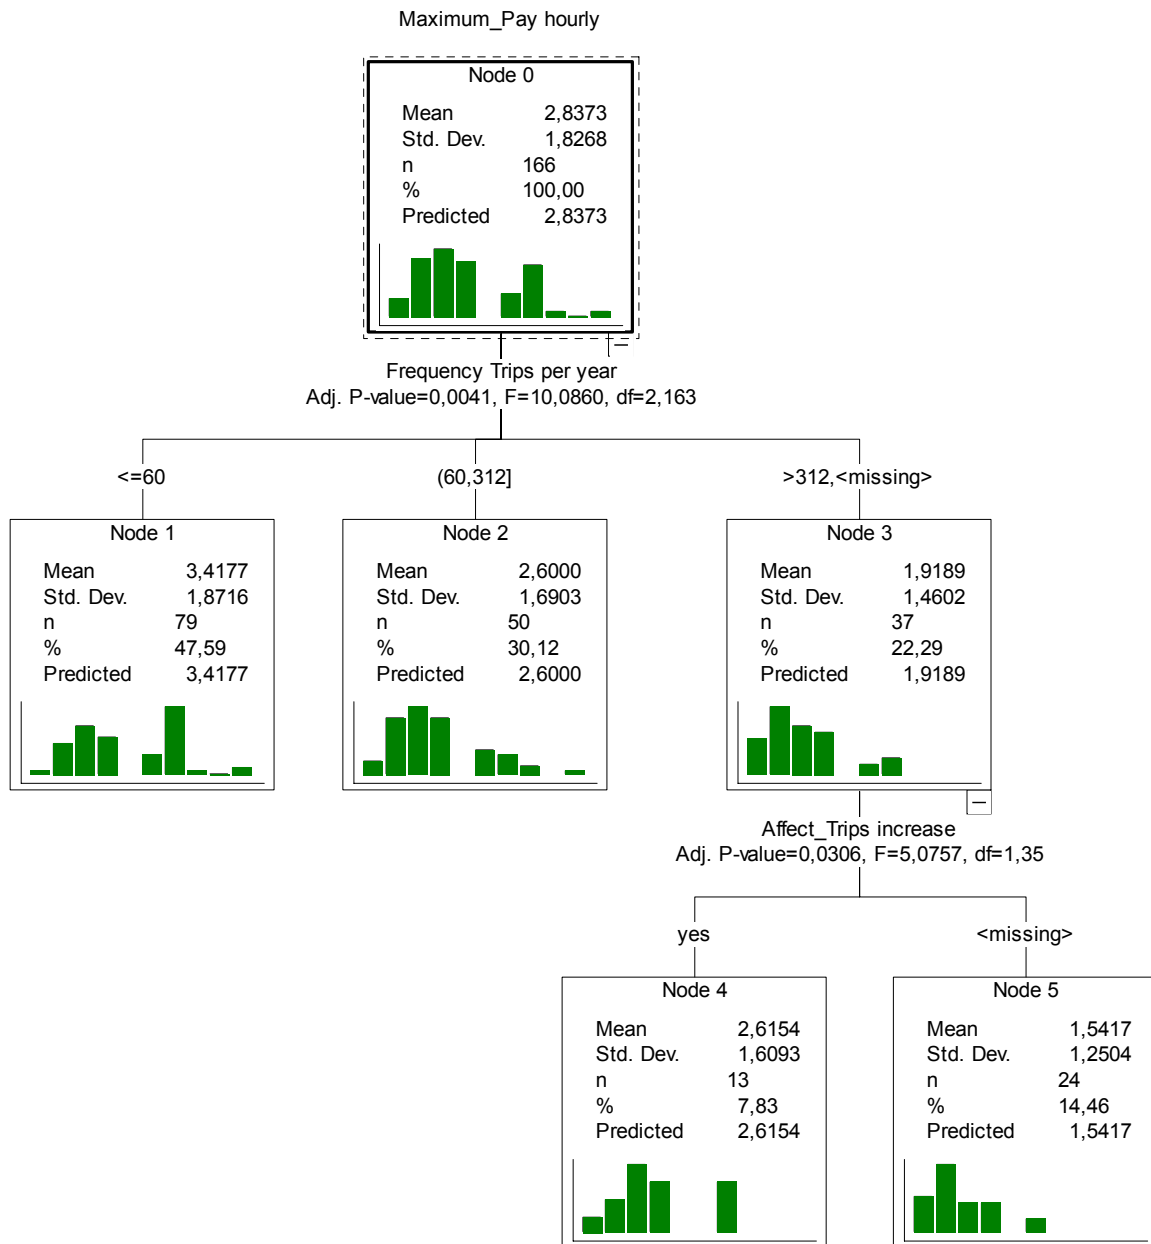 Maximum_Pay hourly
Node 0
Mean 2,8373
Std. Dev. 1,8268
n 166
% 100,00
Predicted 2,8373
Frequency Trips per year
Adj. P-value=0,0041, F=10,0860, df=2,163
<=60
(60,312]
>312,<missing>
Node 1
Mean 3,4177
Std. Dev. 1,8716
n 79
% 47,59
Predicted 3,4177
Node 2
Mean 2,6000
Std. Dev. 1,6903
n 50
% 30,12
Predicted 2,6000
Node 3
Mean 1,9189
Std. Dev. 1,4602
n 37
% 22,29
Predicted 1,9189
Affect_Trips increase
Adj. P-value=0,0306, F=5,0757, df=1,35
yes
<missing>
Node 4
Mean 2,6154
Std. Dev. 1,6093
n 13
% 7,83
Predicted 2,6154
Node 5
Mean 1,5417
Std. Dev. 1,2504
n 24
% 14,46
Predicted 1,5417